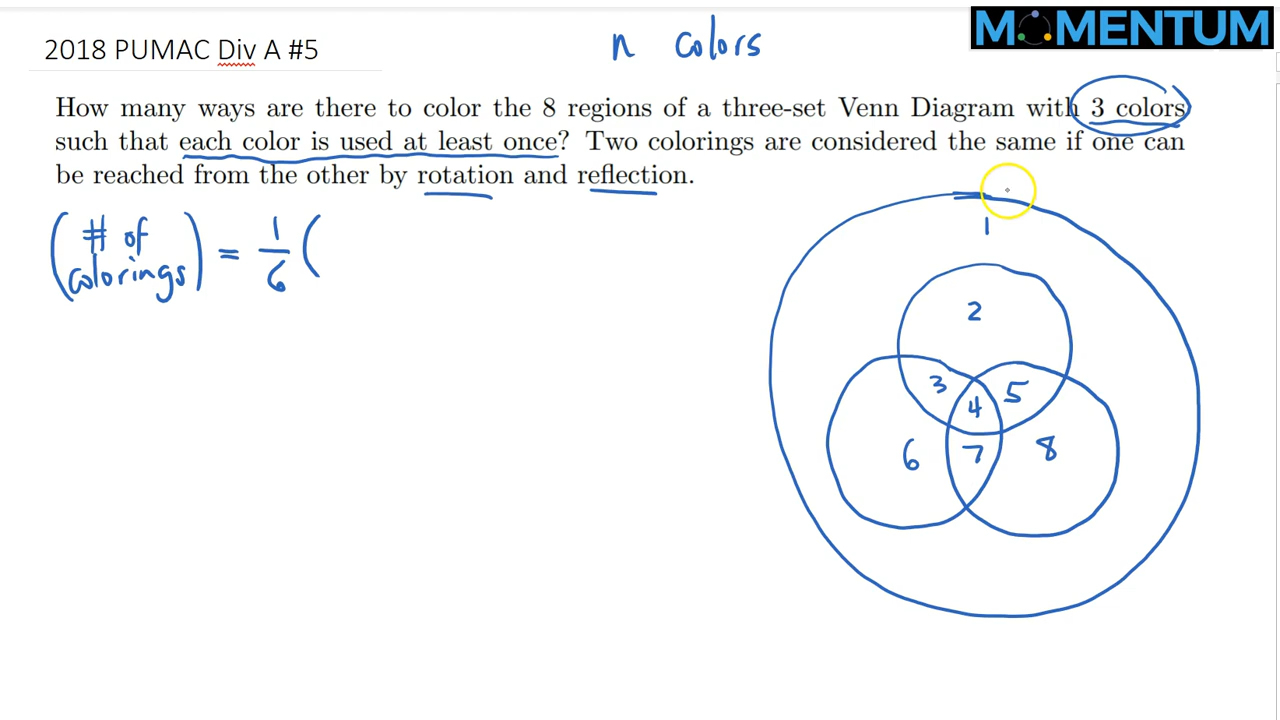 MOMENTUM
n colors
2018 PUMAC Div A #5
How many ways are there to color the 8 regions of a three-set Venn Diagram with 3 colors
such that each color is used at least once? Two colorings are considered the same if one can
be reached from the other by rotation and reflection.
(# of colorings) = 1/6 (
1
2
3
5
4
6
7
8